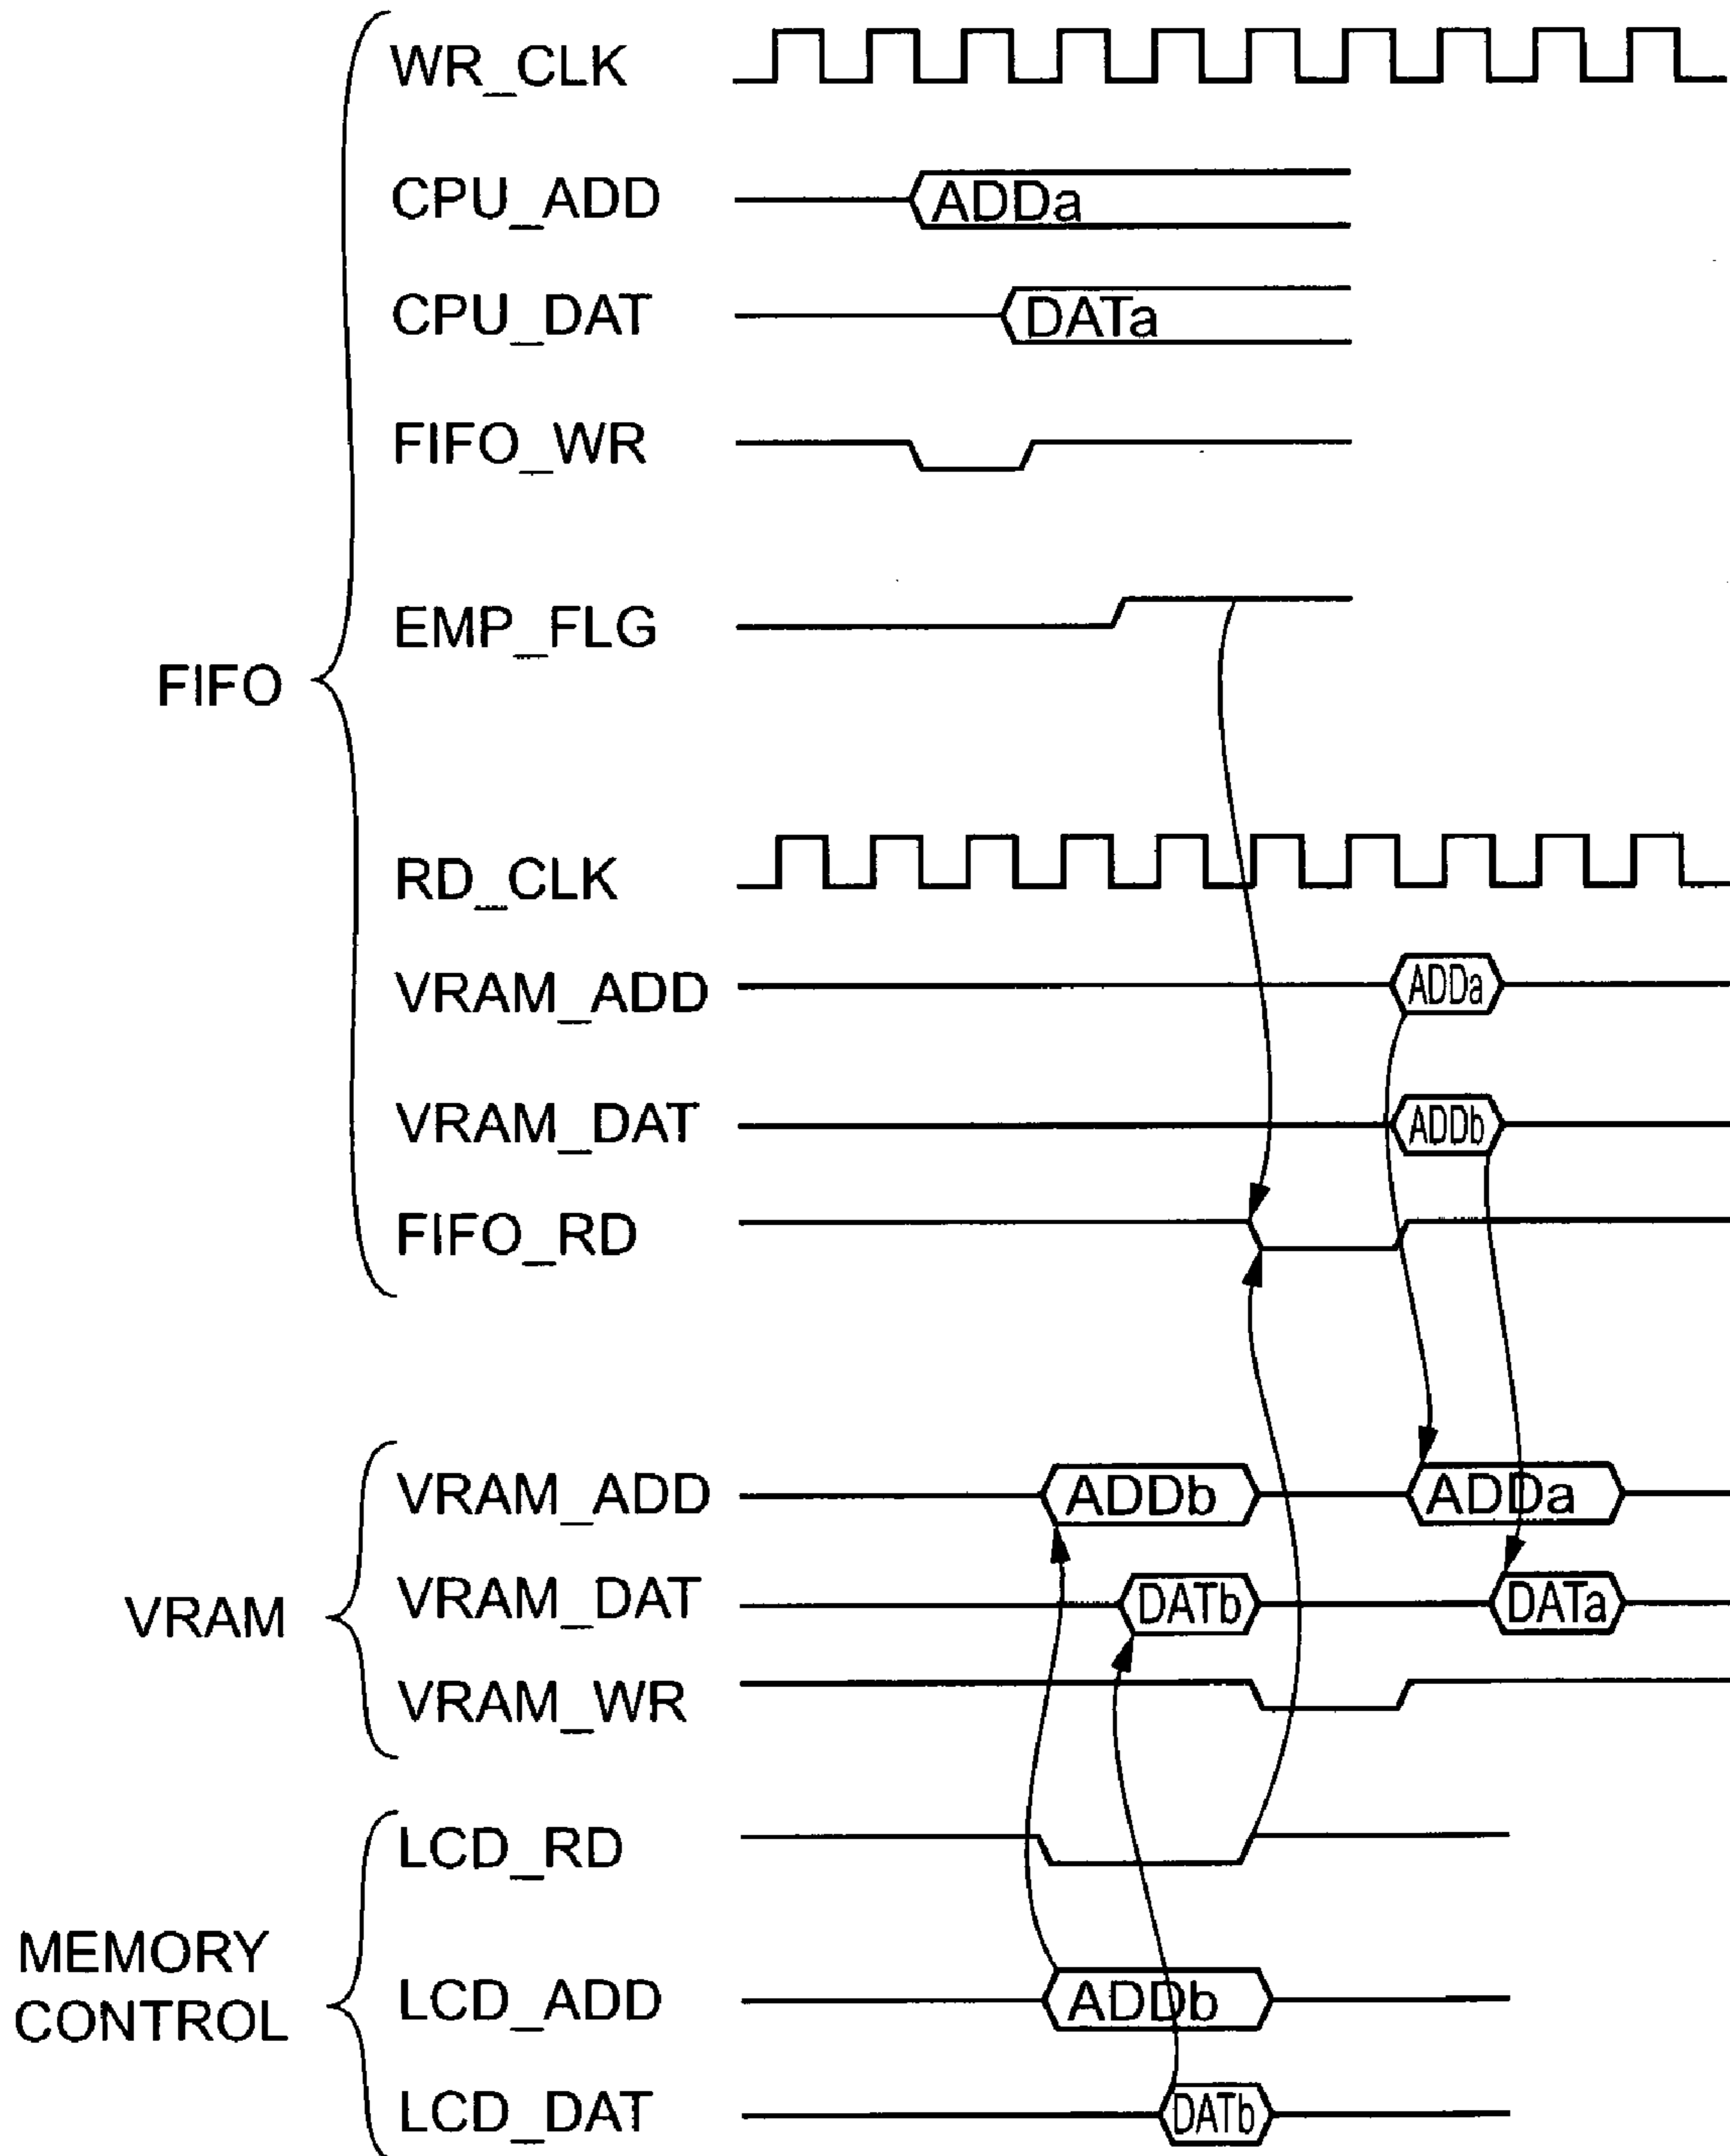 WR_CLK
CPU_ADD ADDa
CPU_DAT DATa
FIFO_WR
EMP_FLG
FIFO
RD_CLK
VRAM_ADD ADDa
VRAM_DAT ADDb
FIFO_RD
VRAM_ADD ADDb ADDa
VRAM VRAM_DAT DATb DATa
VRAM_WR
LCD_RD
MEMORY
CONTROL
LCD_ADD ADDb
LCD_DAT DATb